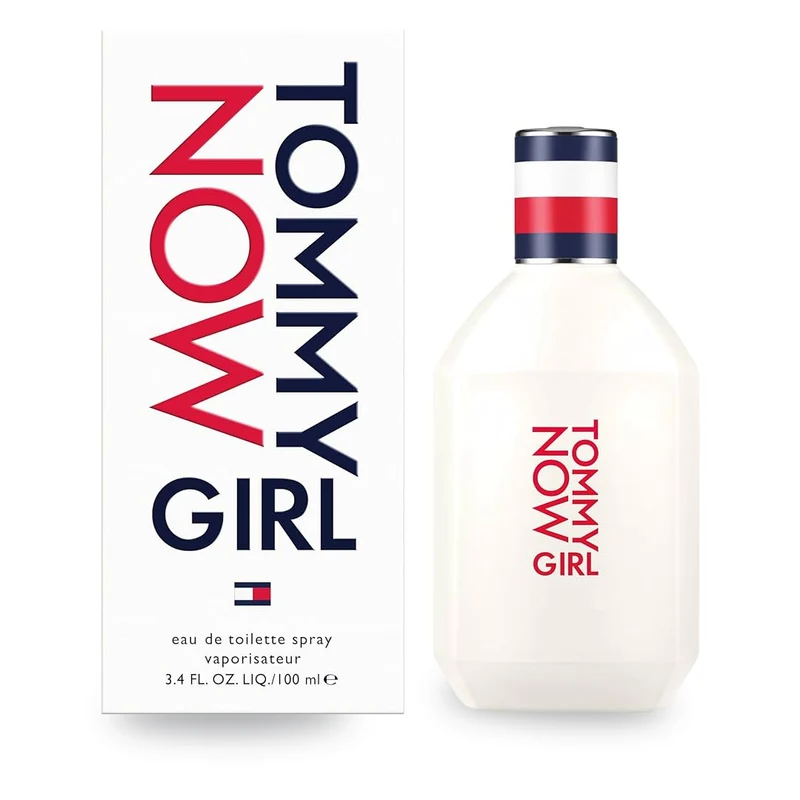 TOMMY
NOW
GIRL
eau de toilette spray
vaporisateur
3.4 FL. OZ. LIQ./100 ml ℮
TOMMY
NOW
GIRL